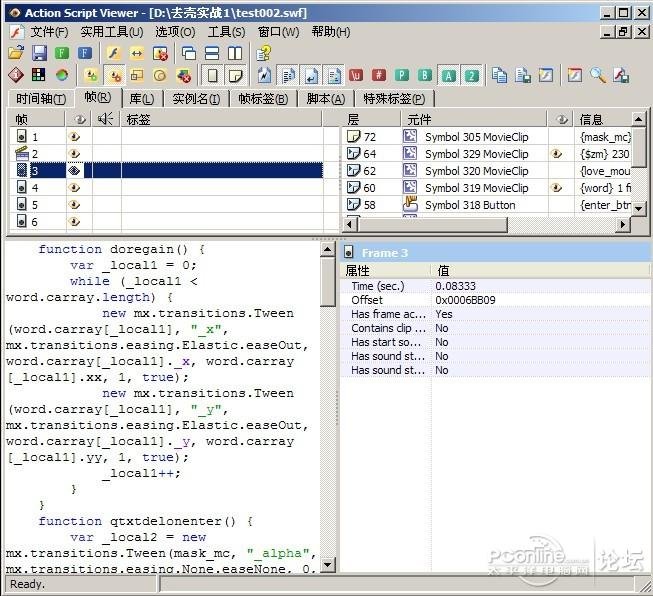 Action Script Viewer - [D:\去壳实战1\test002.swf]
文件(F) 实用工具(U) 选项(O) 工具(S) 窗口(W) 帮助(H)
时间轴(T) 帧(R) 库(L) 实例名(I) 帧标签(B) 脚本(A) 特殊标签(P)
帧 标签
1
2
3
4
5
6
层 元件 信息
72 Symbol 305 MovieClip {mask_mc}
64 Symbol 329 MovieClip {$zm} 230
62 Symbol 320 MovieClip {love_mou
60 Symbol 319 MovieClip {word} 1 fi
58 Symbol 318 Button {enter_btn
function doregain() {
var _local1 = 0;
while (_local1 <
word.carray.length) {
new mx.transitions.Tween
(word.carray[_local1], "_x",
mx.transitions.easing.Elastic.easeOut,
word.carray[_local1]._x, word.carray
[_local1].xx, 1, true);
new mx.transitions.Tween
(word.carray[_local1], "_y",
mx.transitions.easing.Elastic.easeOut,
word.carray[_local1]._y, word.carray
[_local1].yy, 1, true);
_local1++;
}
}
function qtxtdelonenter() {
var _local2 = new
mx.transitions.Tween(mask_mc, "_alpha",
mx.transitions.easing.None.easeNone, 0,
Frame 3
属性 值
Time (sec.) 0.08333
Offset 0x0006BB09
Has frame ac... Yes
Contains clip ... No
Has start so... No
Has sound st... No
Has sound st... No
Ready.
PConline.com.cn
太平洋电脑网 论坛